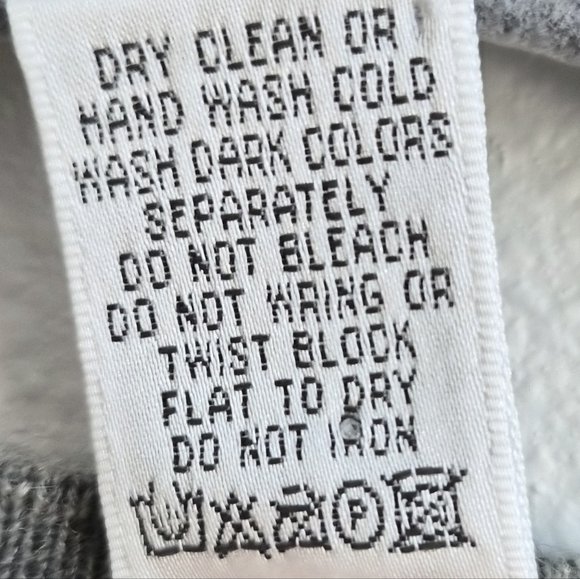 DRY CLEAN OR
HAND WASH COLD
WASH DARK COLORS
SEPARATELY
DO NOT BLEACH
DO NOT WRING OR
TWIST BLOCK
FLAT TO DRY
DO NOT IRON
P